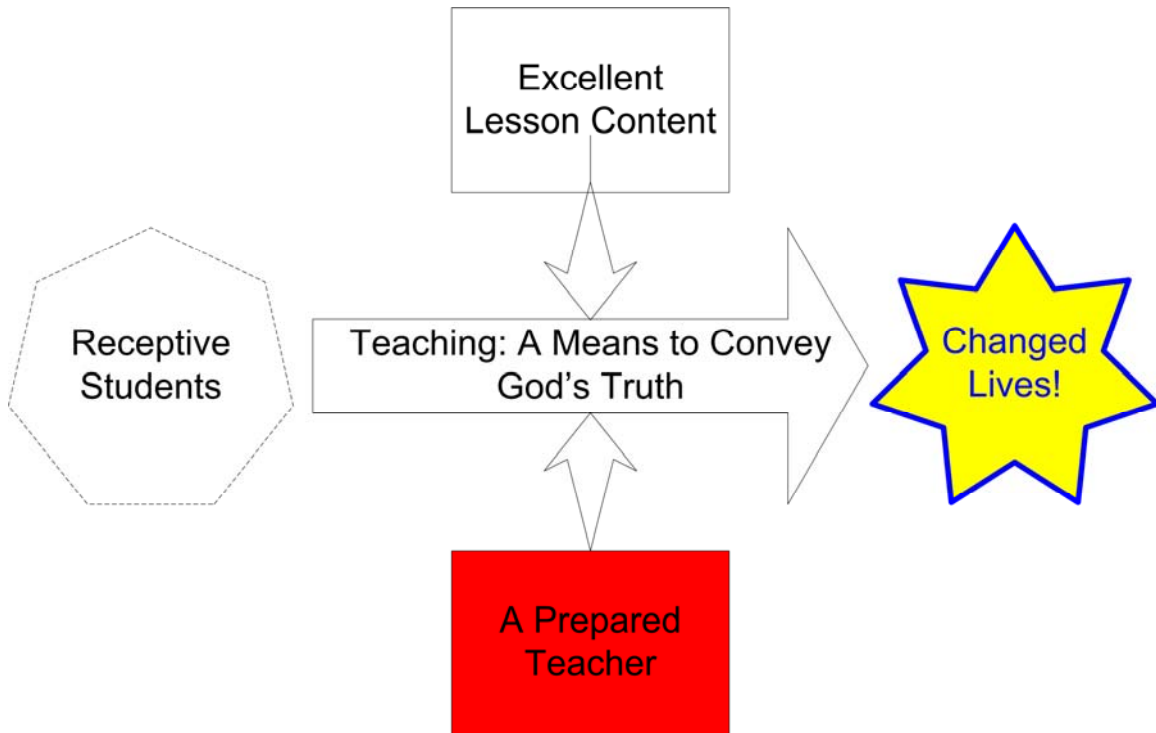 Excellent
Lesson Content
Receptive
Students
Teaching: A Means to Convey
God’s Truth
Changed
Lives!
A Prepared
Teacher